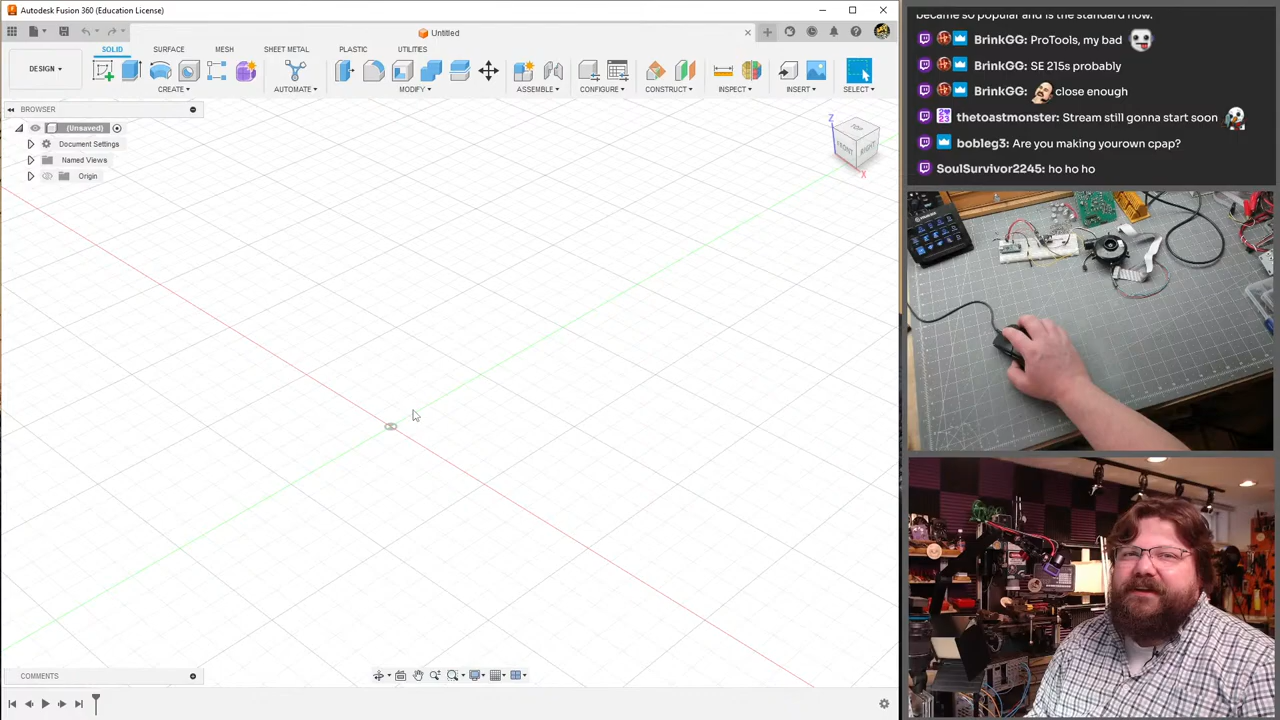 Autodesk Fusion 360 (Education License)
Untitled
SOLID SURFACE MESH SHEET METAL PLASTIC UTILITIES
DESIGN
CREATE AUTOMATE MODIFY ASSEMBLE CONFIGURE CONSTRUCT INSPECT INSERT SELECT
BROWSER
(Unsaved)
Document Settings
Named Views
Origin
Z
TOP
FRONT
RIGHT
X
COMMENTS
became so popular and is the standard now.
BrinkGG: ProTools, my bad
BrinkGG: SE 215s probably
BrinkGG: close enough
thetoastmonster: Stream still gonna start soon
bobleg3: Are you making yourown cpap?
SoulSurvivor2245: ho ho ho